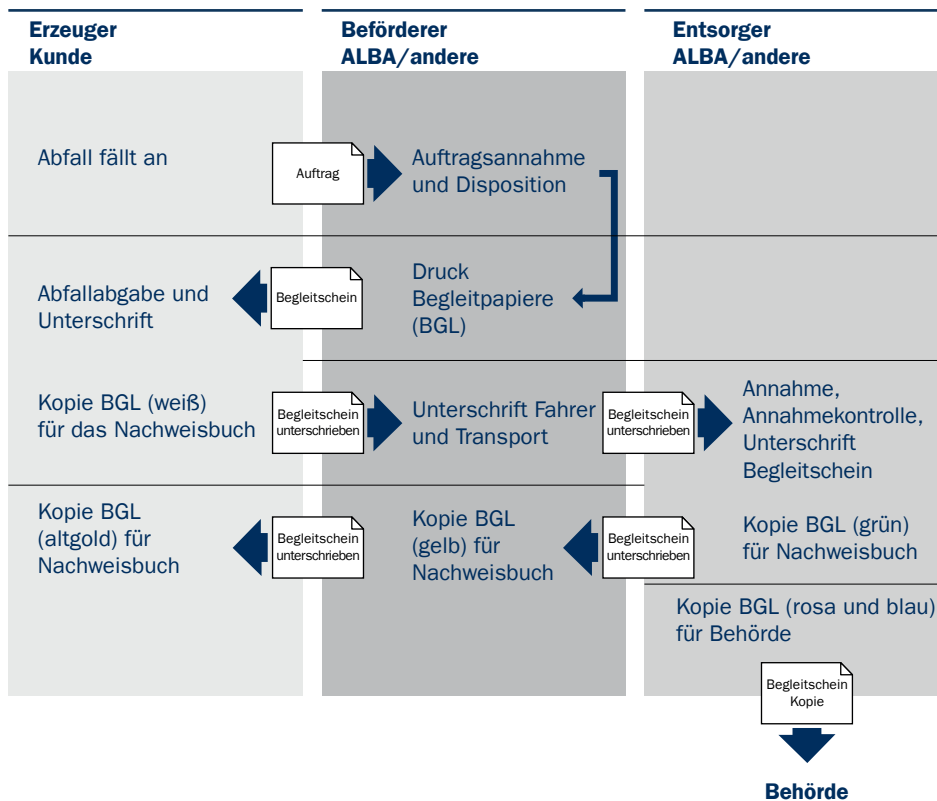 Erzeuger
Kunde
Beförderer
ALBA/andere
Entsorger
ALBA/andere
Abfall fällt an
Auftrag
Auftragsannahme
und Disposition
Abfallabgabe und
Unterschrift
Begleitschein
Druck
Begleitpapiere
(BGL)
Kopie BGL (weiß)
für das Nachweisbuch
Begleitschein
unterschrieben
Unterschrift Fahrer
und Transport
Begleitschein
unterschrieben
Annahme,
Annahmekontrolle,
Unterschrift
Begleitschein
Kopie BGL
(altgold) für
Nachweisbuch
Begleitschein
unterschrieben
Kopie BGL
(gelb) für
Nachweisbuch
Begleitschein
unterschrieben
Kopie BGL (grün)
für Nachweisbuch
Kopie BGL (rosa und blau)
für Behörde
Begleitschein
Kopie
Behörde